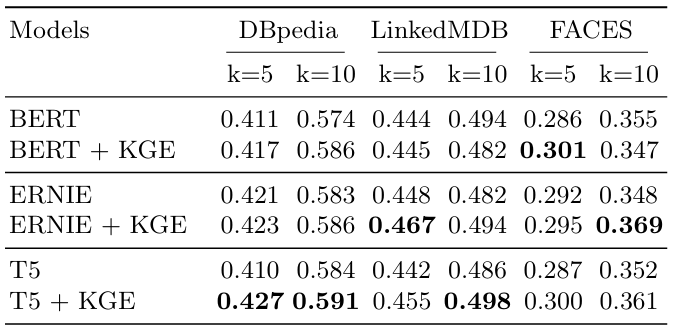 Models DBpedia LinkedMDB FACES
k=5 k=10 k=5 k=10 k=5 k=10
BERT 0.411 0.574 0.444 0.494 0.286 0.355
BERT + KGE 0.417 0.586 0.445 0.482 0.301 0.347
ERNIE 0.421 0.583 0.448 0.482 0.292 0.348
ERNIE + KGE 0.423 0.586 0.467 0.494 0.295 0.369
T5 0.410 0.584 0.442 0.486 0.287 0.352
T5 + KGE 0.427 0.591 0.455 0.498 0.300 0.361